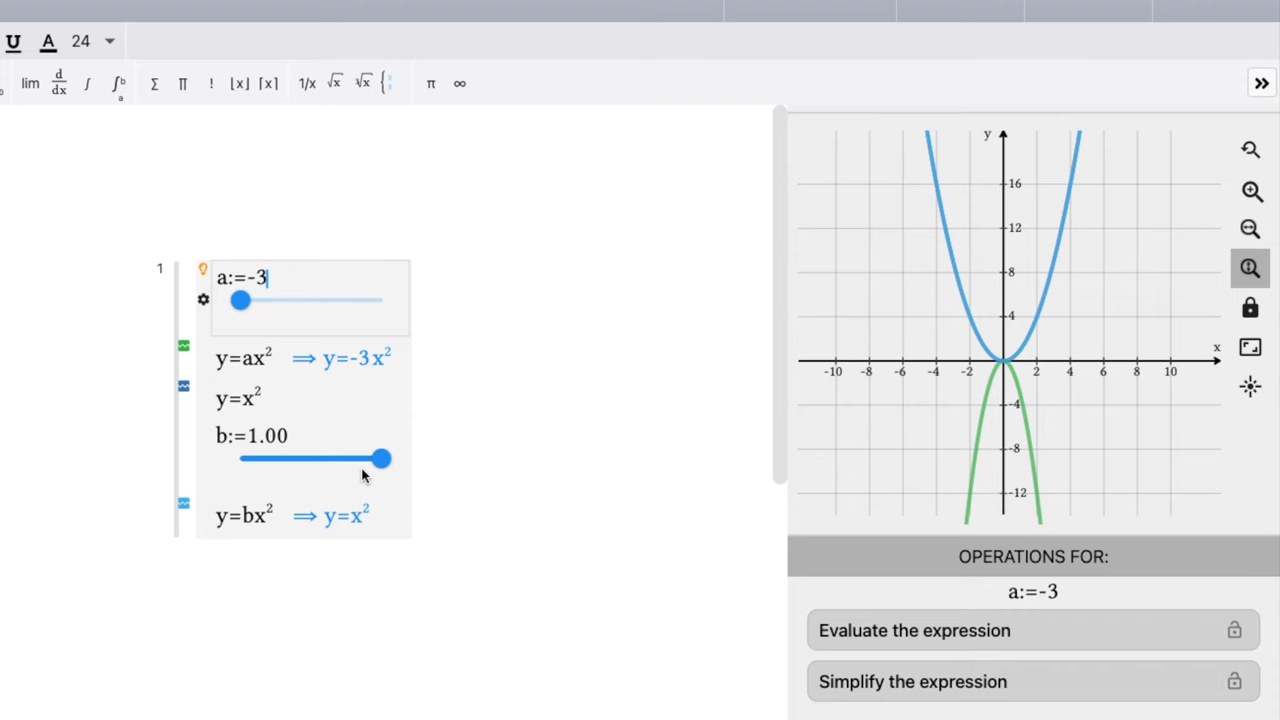 U A 24
lim d/dx ∫ ∫ᵇₐ Σ Π ! ⌊x⌋ ⌈x⌉ 1/x √x ∛x { π ∞ »
1
a:=-3
y=ax² ⟹ y=-3x²
y=x²
b:=1.00
y=bx² ⟹ y=x²
y
16
12
8
4
x
-10 -8 -6 -4 -2 2 4 6 8 10
-4
-8
-12
OPERATIONS FOR:
a:=-3
Evaluate the expression
Simplify the expression